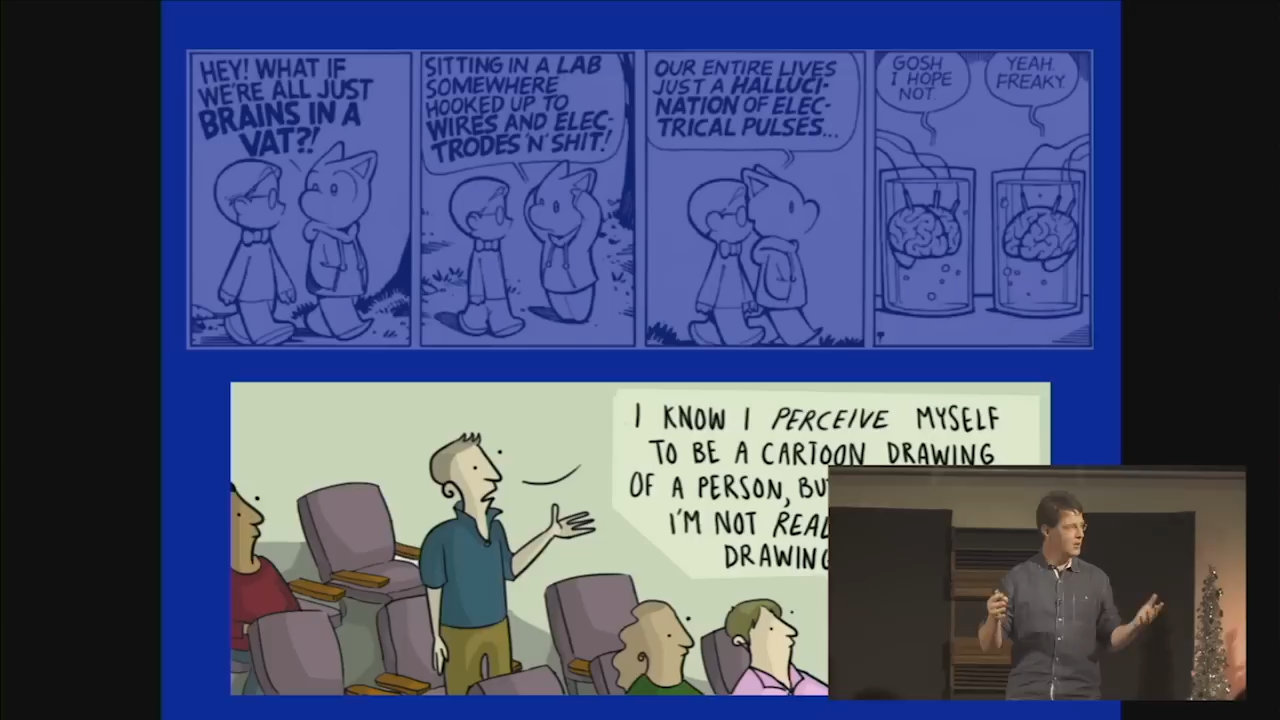 HEY! WHAT IF
WE'RE ALL JUST
BRAINS IN A
VAT?!
SITTING IN A LAB
SOMEWHERE
HOOKED UP TO
WIRES AND ELEC-
TRODES 'N' SHIT!
OUR ENTIRE LIVES
JUST A HALLUCI-
NATION OF ELEC-
TRICAL PULSES...
GOSH
I HOPE
NOT.
YEAH.
FREAKY.
I KNOW I PERCEIVE MYSELF
TO BE A CARTOON DRAWING
OF A PERSON, BU
I'M NOT REAL
DRAWING